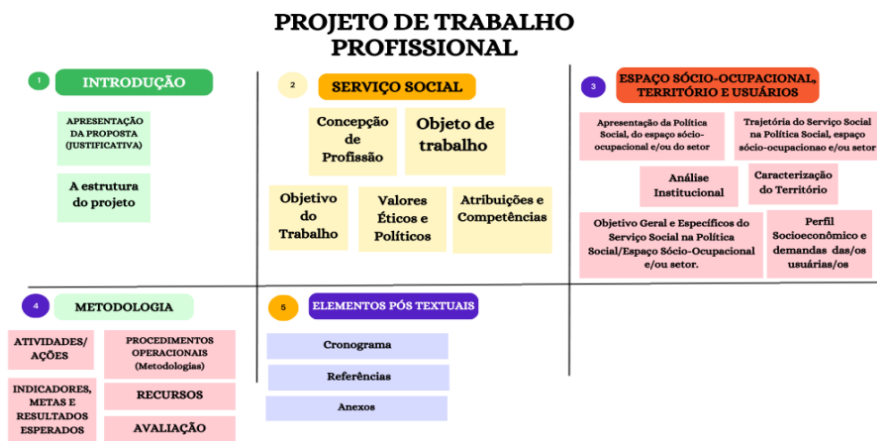 PROJETO DE TRABALHO
PROFISSIONAL
1
INTRODUÇÃO
APRESENTAÇÃO
DA PROPOSTA
(JUSTIFICATIVA)
A estrutura
do projeto
2
SERVIÇO SOCIAL
Concepção
de
Profissão
Objeto de
trabalho
Objetivo
do
Trabalho
Valores
Éticos e
Políticos
Atribuições e
Competências
3
ESPAÇO SÓCIO-OCUPACIONAL,
TERRITÓRIO E USUÁRIOS
Apresentação da Política
Social, do espaço sócio-
ocupacional e/ou do setor
Trajetória do Serviço Social
na Política Social, espaço
sócio-ocupacionao e/ou setor
Análise
Institucional
Caracterização
do Território
Objetivo Geral e Específicos do
Serviço Social na Política
Social/Espaço Sócio-Ocupacional
e/ou setor.
Perfil
Socioeconômico e
demandas das/os
usuárias/os
4
METODOLOGIA
ATIVIDADES/
AÇÕES
PROCEDIMENTOS
OPERACIONAIS
(Metodologias)
INDICADORES,
METAS E
RESULTADOS
ESPERADOS
RECURSOS
AVALIAÇÃO
5
ELEMENTOS PÓS TEXTUAIS
Cronograma
Referências
Anexos